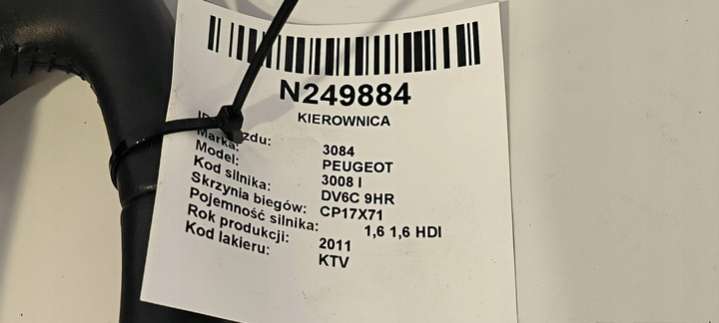 N249884
KIEROWNICA
3084
Marka: PEUGEOT
Model: 3008 I
Kod silnika: DV6C 9HR
Skrzynia biegów: CP17X71
Pojemność silnika: 1,6 1,6 HDI
Rok produkcji: 2011
Kod lakieru: KTV